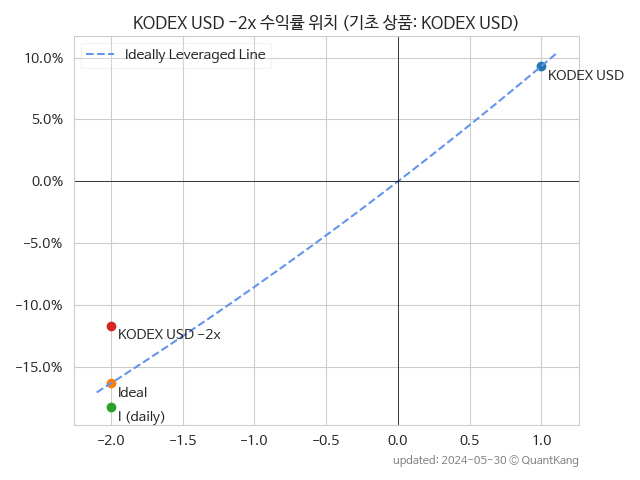 KODEX USD -2x 수익률 위치 (기초 상품: KODEX USD)
Ideally Leveraged Line
10.0%
5.0%
0.0%
-5.0%
-10.0%
-15.0%
KODEX USD
KODEX USD -2x
Ideal
I (daily)
-2.0 -1.5 -1.0 -0.5 0.0 0.5 1.0
updated: 2024-05-30 © QuantKang